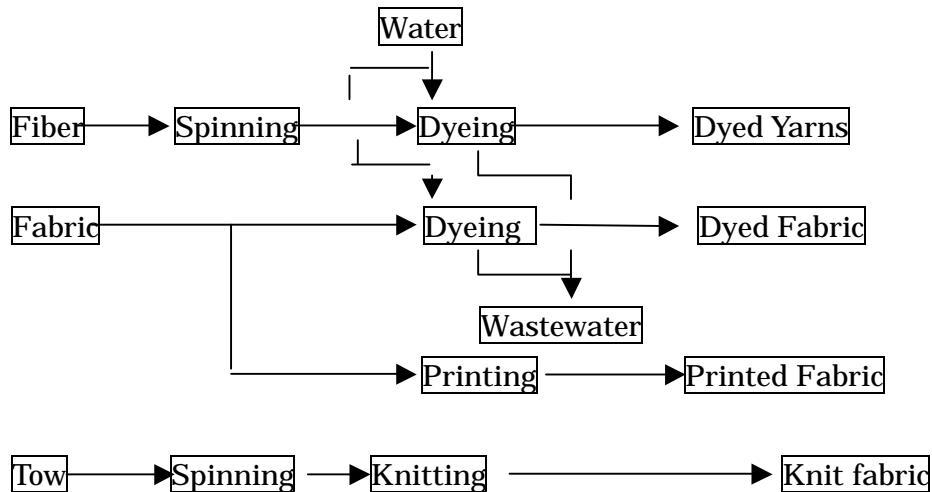 Water
Fiber Spinning Dyeing Dyed Yarns
Fabric Dyeing Dyed Fabric
Wastewater
Printing Printed Fabric
Tow Spinning Knitting Knit fabric